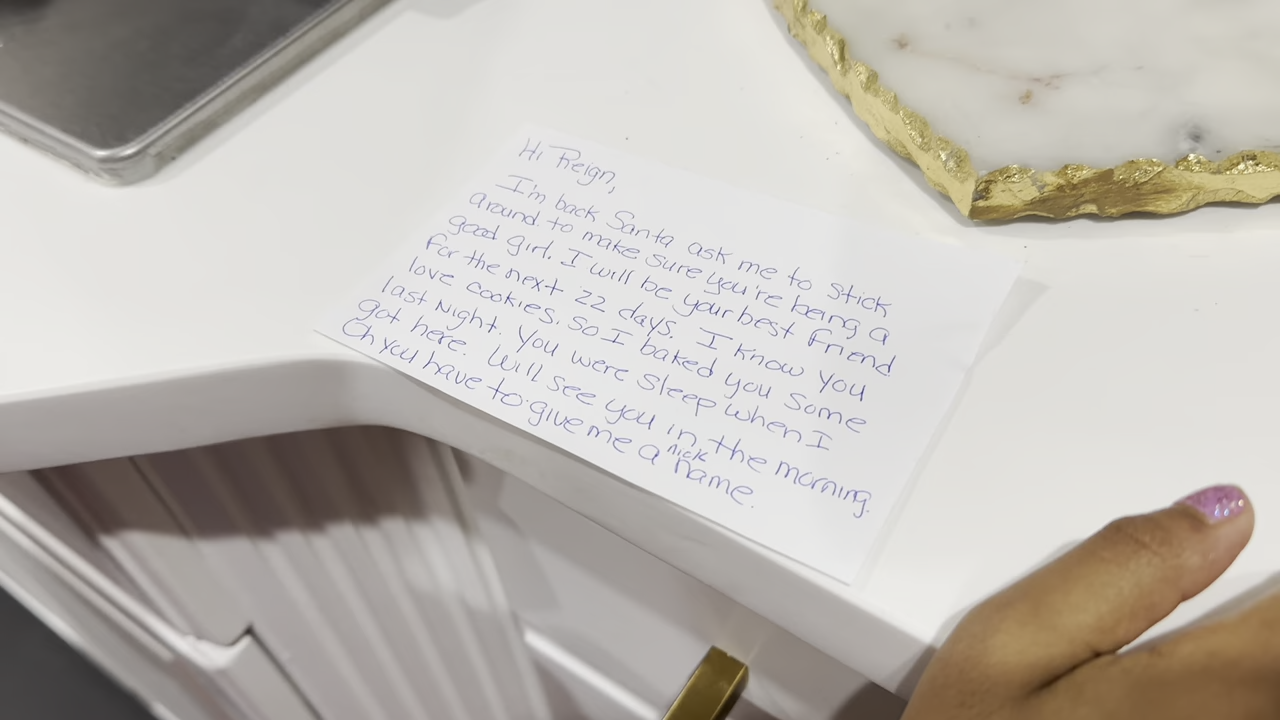 Hi Reign,
I'm back Santa ask me to stick
around to make sure you're being a
good girl. I will be your best friend
For the next 22 days. I know you
love cookies. So I baked you some
last night. You were sleep when I
got here. Will see you in the morning.
Oh you have to give me a nick name.